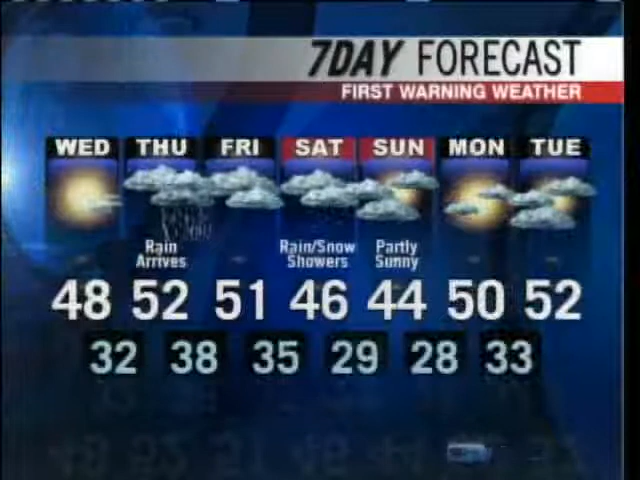 7DAY FORECAST
FIRST WARNING WEATHER
WED THU FRI SAT SUN MON TUE
Rain Arrives
Rain/Snow Showers
Partly Sunny
48 52 51 46 44 50 52
32 38 35 29 28 33